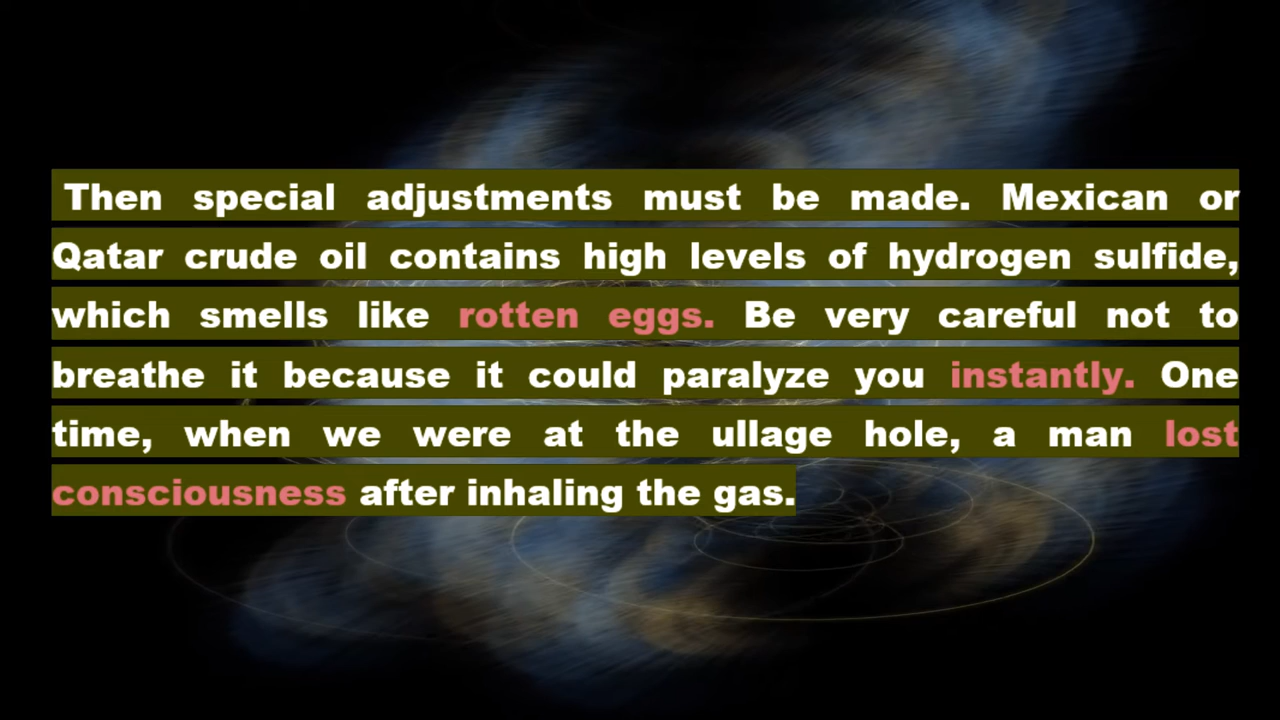 Then special adjustments must be made. Mexican or
Qatar crude oil contains high levels of hydrogen sulfide,
which smells like rotten eggs. Be very careful not to
breathe it because it could paralyze you instantly. One
time, when we were at the ullage hole, a man lost
consciousness after inhaling the gas.